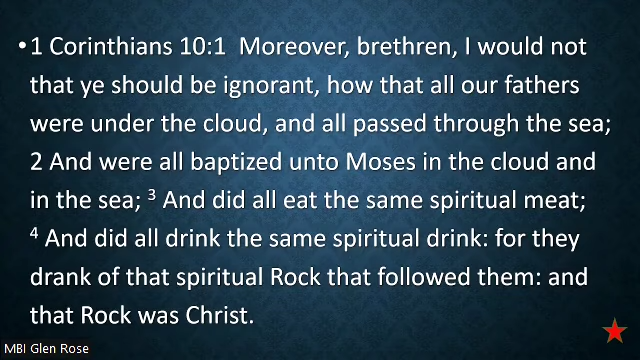 • 1 Corinthians 10:1 Moreover, brethren, I would not
that ye should be ignorant, how that all our fathers
were under the cloud, and all passed through the sea;
2 And were all baptized unto Moses in the cloud and
in the sea; ³ And did all eat the same spiritual meat;
⁴ And did all drink the same spiritual drink: for they
drank of that spiritual Rock that followed them: and
that Rock was Christ.
MBI Glen Rose